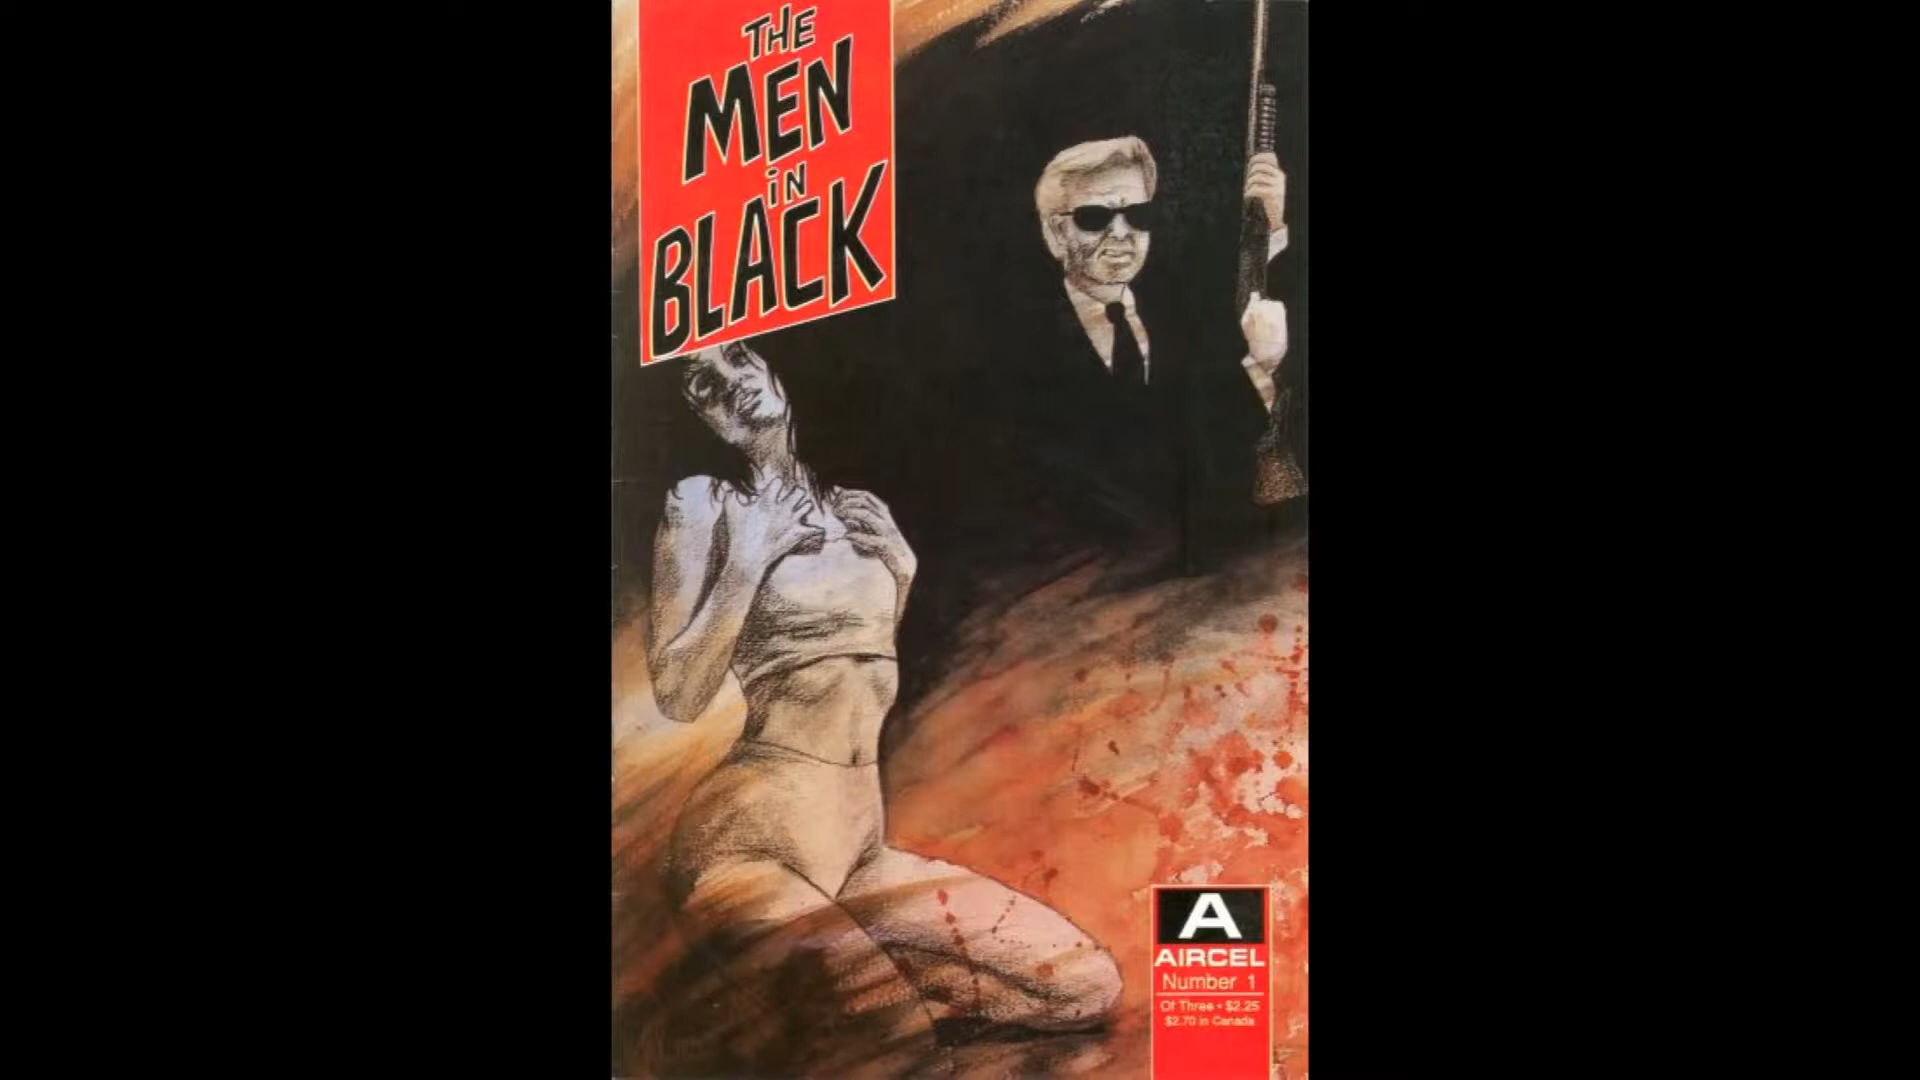 THE
MEN
iN
BLACK
A
AIRCEL
Number 1
Of Three • $2.25
$2.70 in Canada